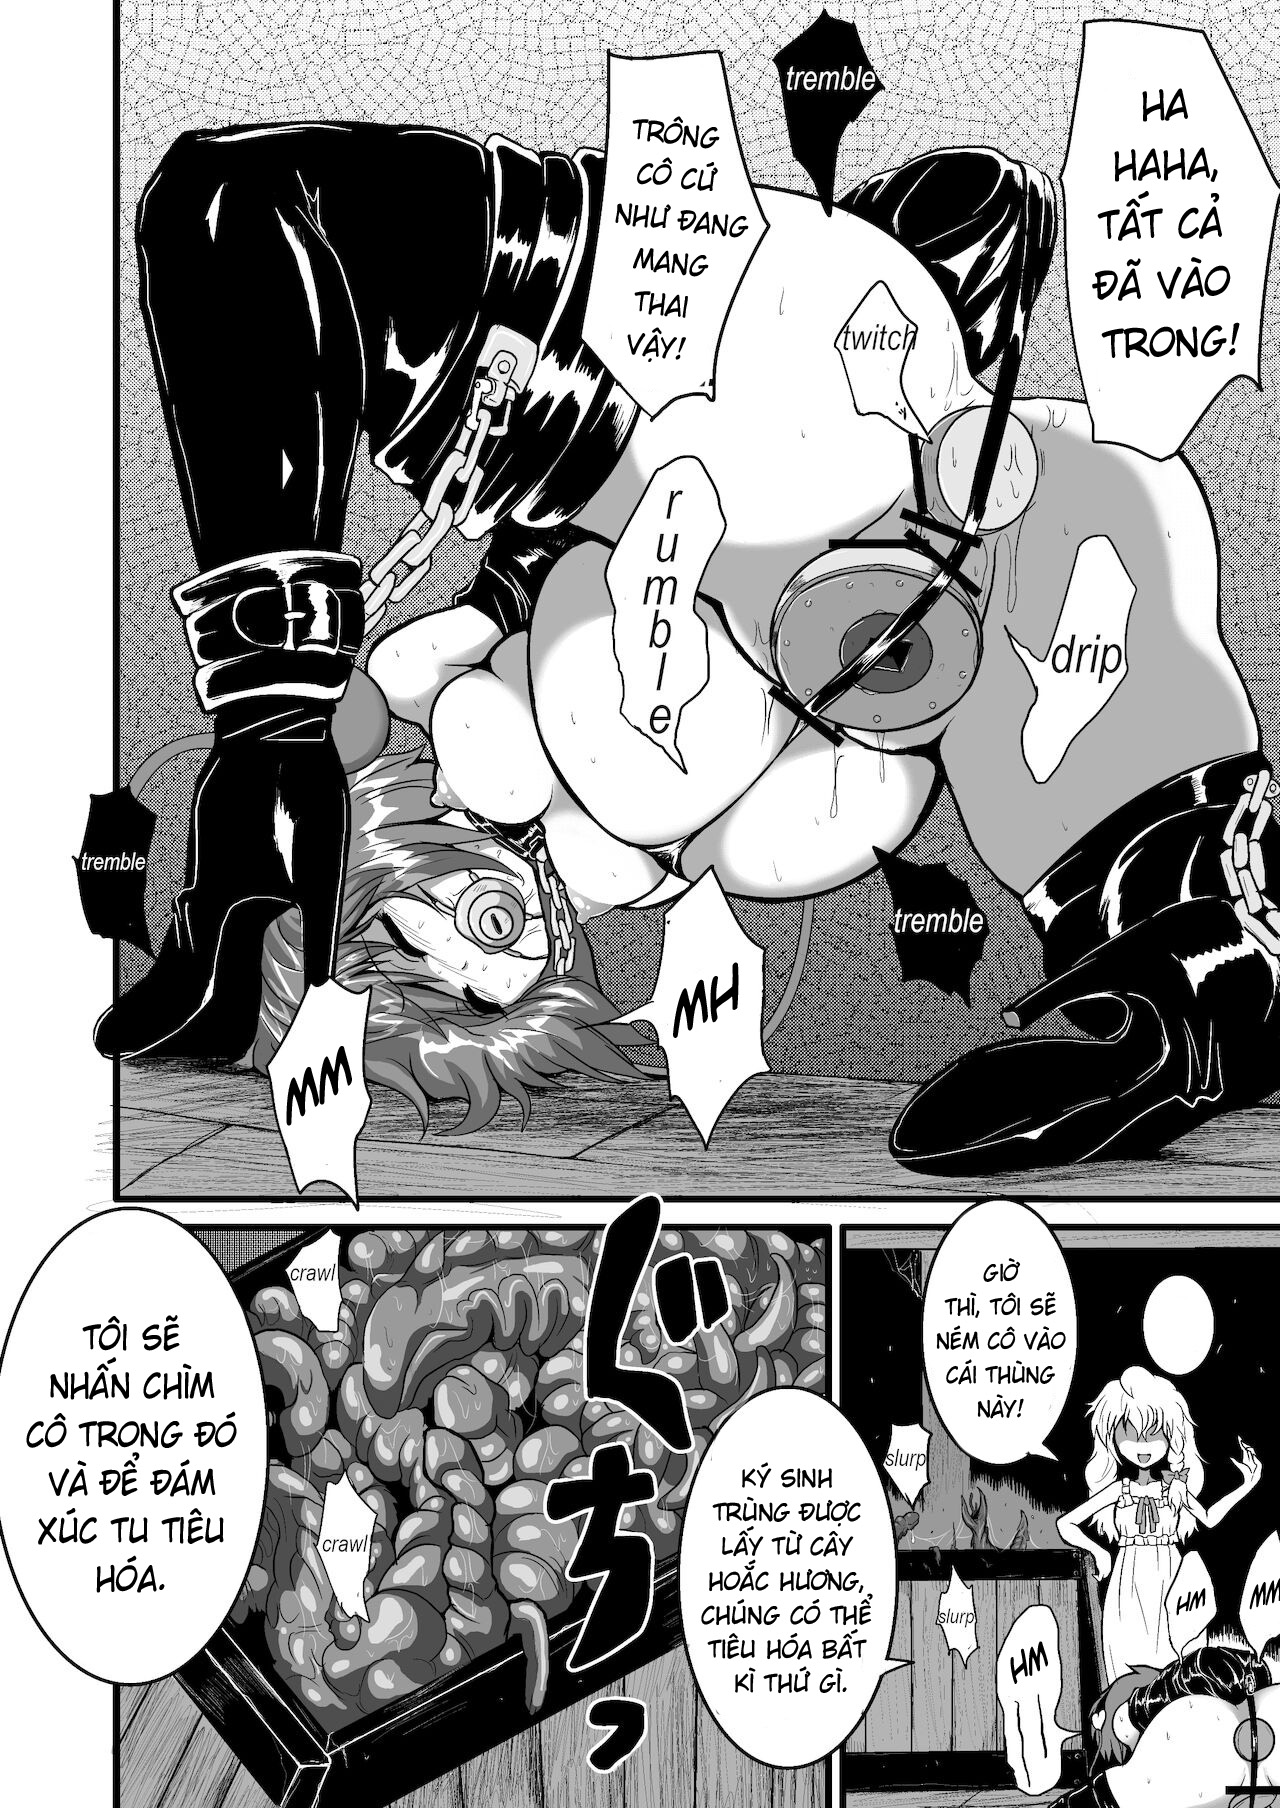 HA
HAHA,
TẤT CẢ
ĐÃ VÀO
TRONG!
tremble
TRÔNG
CÔ CỨ
NHƯ ĐANG
MANG
THAI
VẬY!
twitch
rumble
drip
tremble
tremble
MH
MM
GIỜ
THÌ, TÔI SẼ
NÉM CÔ VÀO
CÁI THÙNG
NÀY!
slurp
slurp
HM
MM
HM
KÝ SINH
TRÙNG ĐƯỢC
LẤY TỪ CÂY
HOẮC HƯƠNG,
CHÚNG CÓ THỂ
TIÊU HÓA BẤT
KÌ THỨ GÌ.
ぐちっ
crawl
crawl
TÔI SẼ
NHẤN CHÌM
CÔ TRONG ĐÓ
VÀ ĐỂ ĐÁM
XÚC TU TIÊU
HÓA.